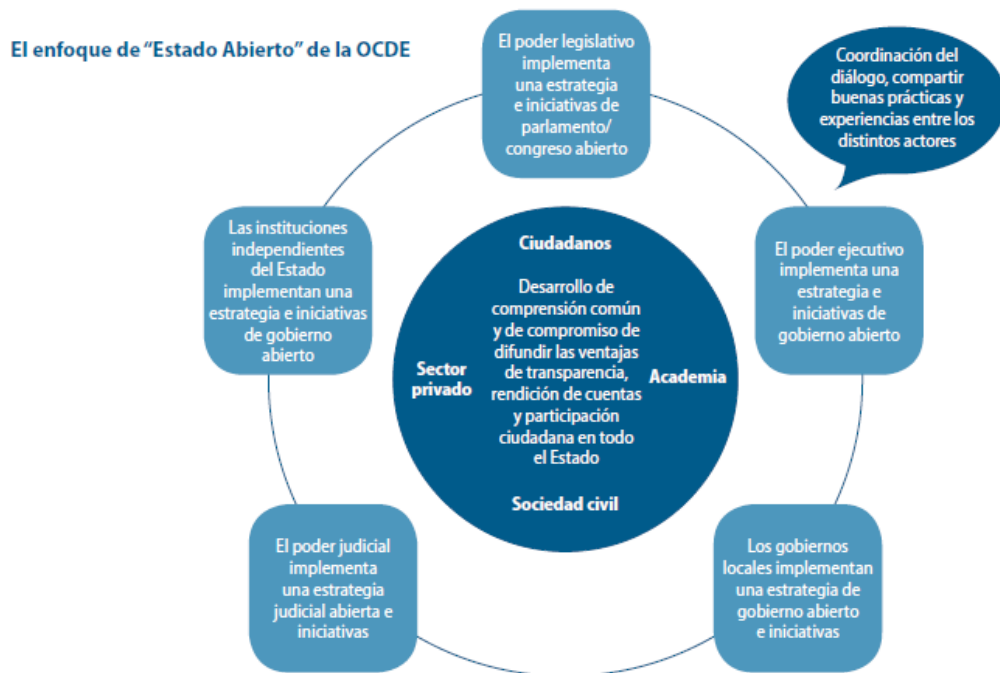 El enfoque de “Estado Abierto” de la OCDE
El poder legislativo
implementa
una estrategia
e iniciativas de
parlamento/
congreso abierto
Coordinación del
diálogo, compartir
buenas prácticas y
experiencias entre los
distintos actores
Las instituciones
independientes
del Estado
implementan una
estrategia e iniciativas
de gobierno
abierto
El poder ejecutivo
implementa una
estrategia e
iniciativas de
gobierno abierto
Ciudadanos
Desarrollo de
comprensión común
y de compromiso de
difundir las ventajas
de transparencia,
rendición de cuentas
y participación
ciudadana en todo
el Estado
Sector
privado
Academia
Sociedad civil
El poder judicial
implementa
una estrategia
judicial abierta e
iniciativas
Los gobiernos
locales implementan
una estrategia de
gobierno abierto
e iniciativas